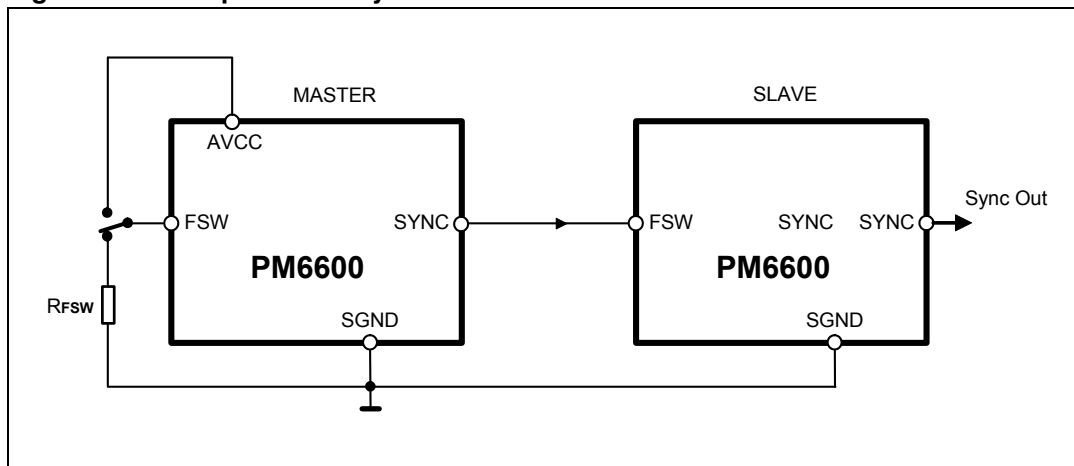 MASTER
SLAVE
AVCC
FSW
SYNC
FSW
SYNC
SYNC
Sync Out
PM6600
PM6600
RFSW
SGND
SGND